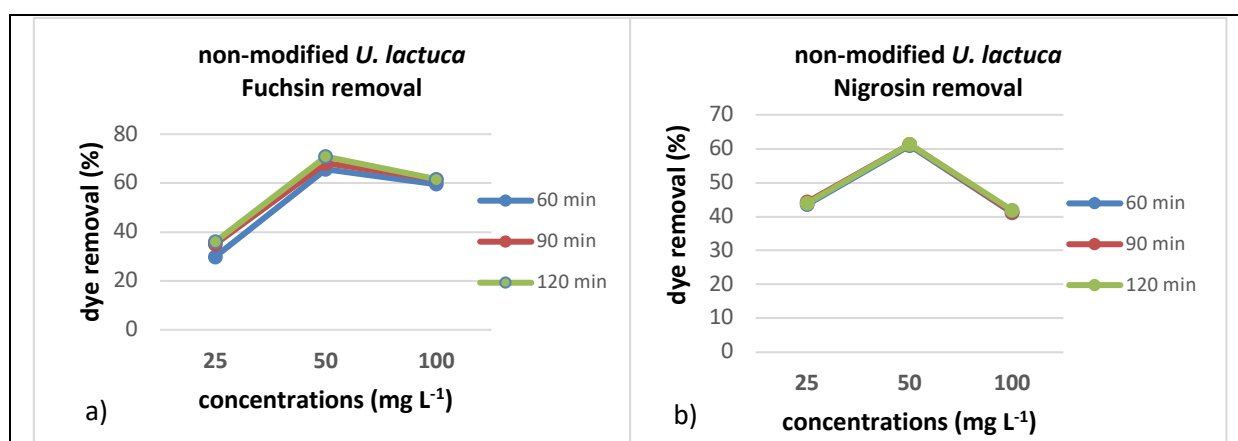 non-modified U. lactuca
Fuchsin removal
dye removal (%)
80
60
40
20
0
25 50 100
concentrations (mg L-1)
60 min
90 min
120 min
a)
non-modified U. lactuca
Nigrosin removal
dye removal (%)
70
60
50
40
30
20
10
0
25 50 100
concentrations (mg L-1)
60 min
90 min
120 min
b)